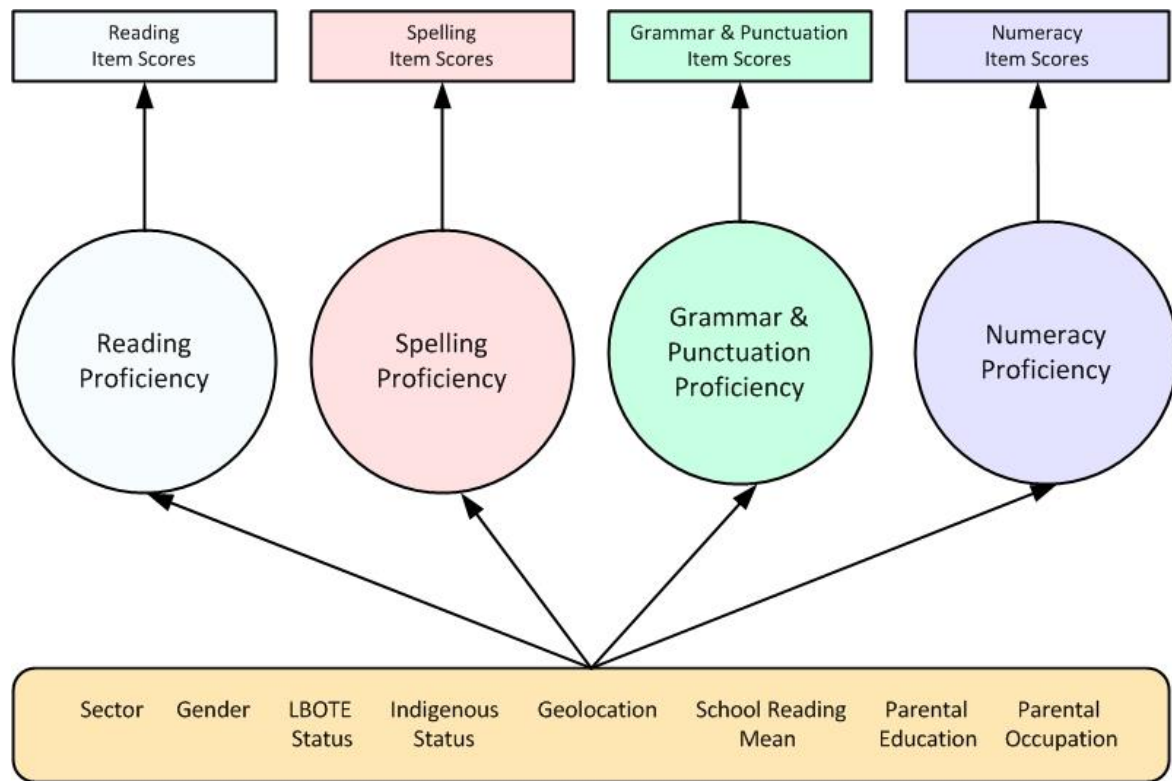 Reading
Item Scores
Spelling
Item Scores
Grammar & Punctuation
Item Scores
Numeracy
Item Scores
Reading
Proficiency
Spelling
Proficiency
Grammar &
Punctuation
Proficiency
Numeracy
Proficiency
Sector
Gender
LBOTE
Status
Indigenous
Status
Geolocation
School Reading
Mean
Parental
Education
Parental
Occupation